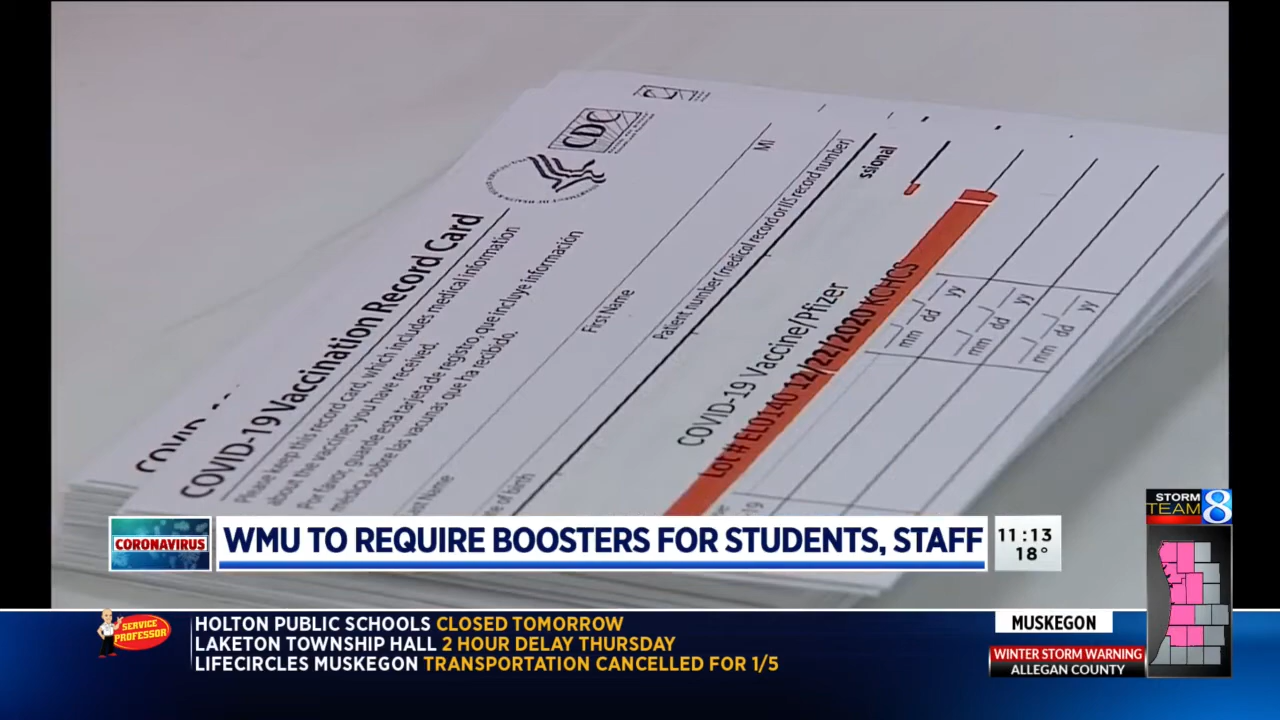 CDC
COVID-19 Vaccination Record Card
Please keep this record card, which includes medical information
about the vaccines you have received.
Por favor, guarde esta tarjeta de registro, que incluye información
médica sobre las vacunas que ha recibido.
First Name
MI
Name
of birth
Patient number (medical record or IIS record number)
COVID-19 Vaccine/Pfizer
ssional
Lot# EL0140 12/22/2020 KCHCS
mm dd yy
mm dd yy
mm dd yy
COVID
CORONAVIRUS
WMU TO REQUIRE BOOSTERS FOR STUDENTS, STAFF
11:13
18°
STORM
TEAM 8
SERVICE
PROFESSOR
HOLTON PUBLIC SCHOOLS CLOSED TOMORROW
LAKETON TOWNSHIP HALL 2 HOUR DELAY THURSDAY
LIFECIRCLES MUSKEGON TRANSPORTATION CANCELLED FOR 1/5
MUSKEGON
WINTER STORM WARNING
ALLEGAN COUNTY